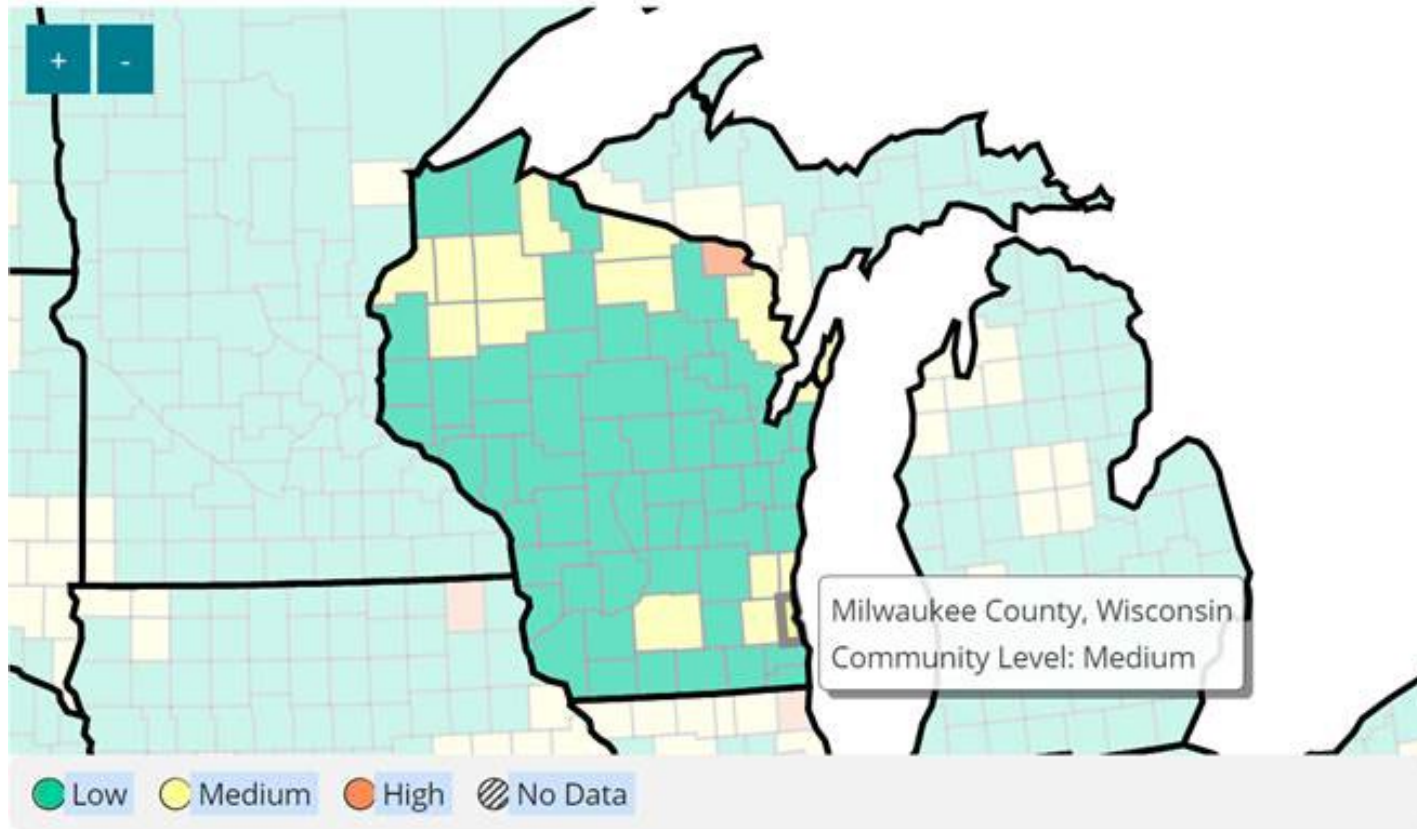 + -
Milwaukee County, Wisconsin
Community Level: Medium
Low Medium High No Data